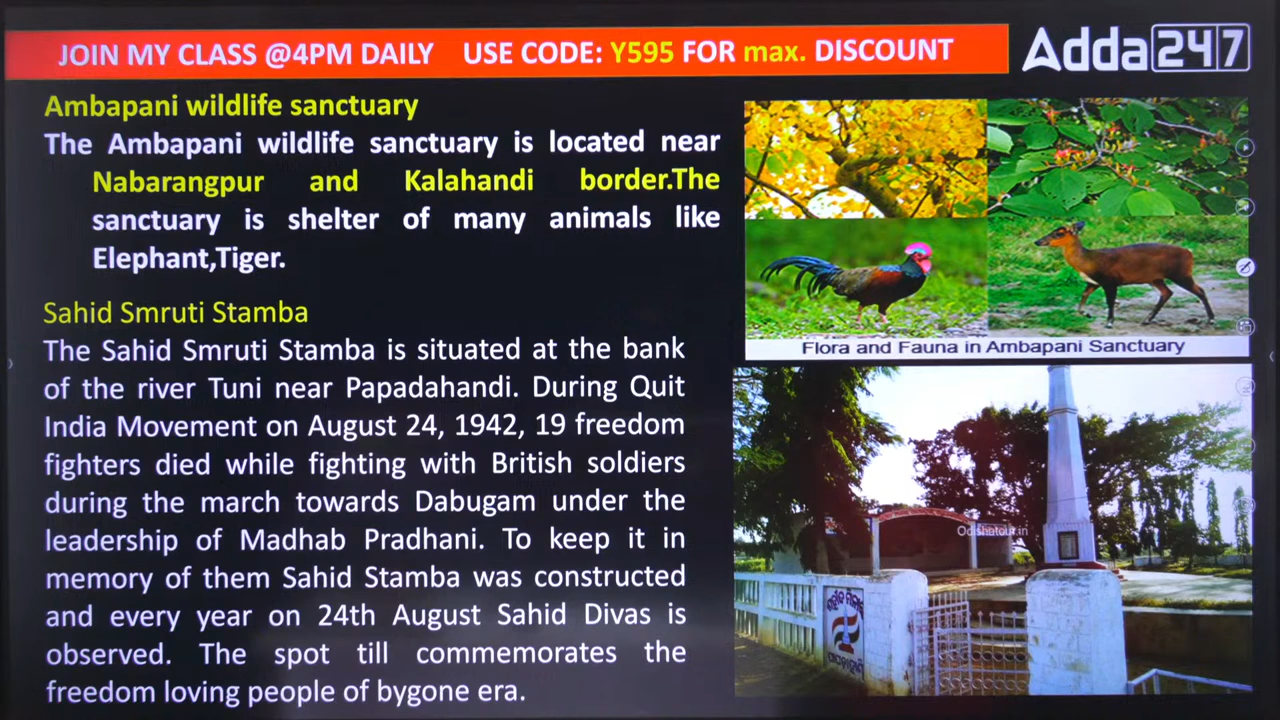 JOIN MY CLASS @4PM DAILY USE CODE: Y595 FOR max. DISCOUNT
Adda247
Ambapani wildlife sanctuary
The Ambapani wildlife sanctuary is located near
Nabarangpur and Kalahandi border.The
sanctuary is shelter of many animals like
Elephant,Tiger.
Flora and Fauna in Ambapani Sanctuary
Sahid Smruti Stamba
The Sahid Smruti Stamba is situated at the bank
of the river Tuni near Papadahandi. During Quit
India Movement on August 24, 1942, 19 freedom
fighters died while fighting with British soldiers
during the march towards Dabugam under the
leadership of Madhab Pradhani. To keep it in
memory of them Sahid Stamba was constructed
and every year on 24th August Sahid Divas is
observed. The spot till commemorates the
freedom loving people of bygone era.
Odishatour.in